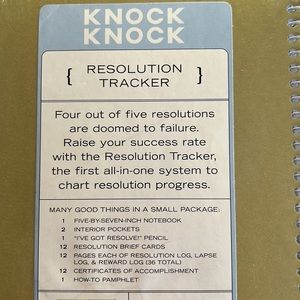 KNOCK
KNOCK
{ RESOLUTION }
TRACKER
Four out of five resolutions
are doomed to failure.
Raise your success rate
with the Resolution Tracker,
the first all-in-one system to
chart resolution progress.
MANY GOOD THINGS IN A SMALL PACKAGE:
1 FIVE-BY-SEVEN-INCH NOTEBOOK
2 INTERIOR POCKETS
1 "I'VE GOT RESOLVE!" PENCIL
12 RESOLUTION BRIEF CARDS
12 PAGES EACH OF RESOLUTION LOG, LAPSE
LOG, & REWARD LOG (36 TOTAL)
12 CERTIFICATES OF ACCOMPLISHMENT
1 HOW-TO PAMPHLET